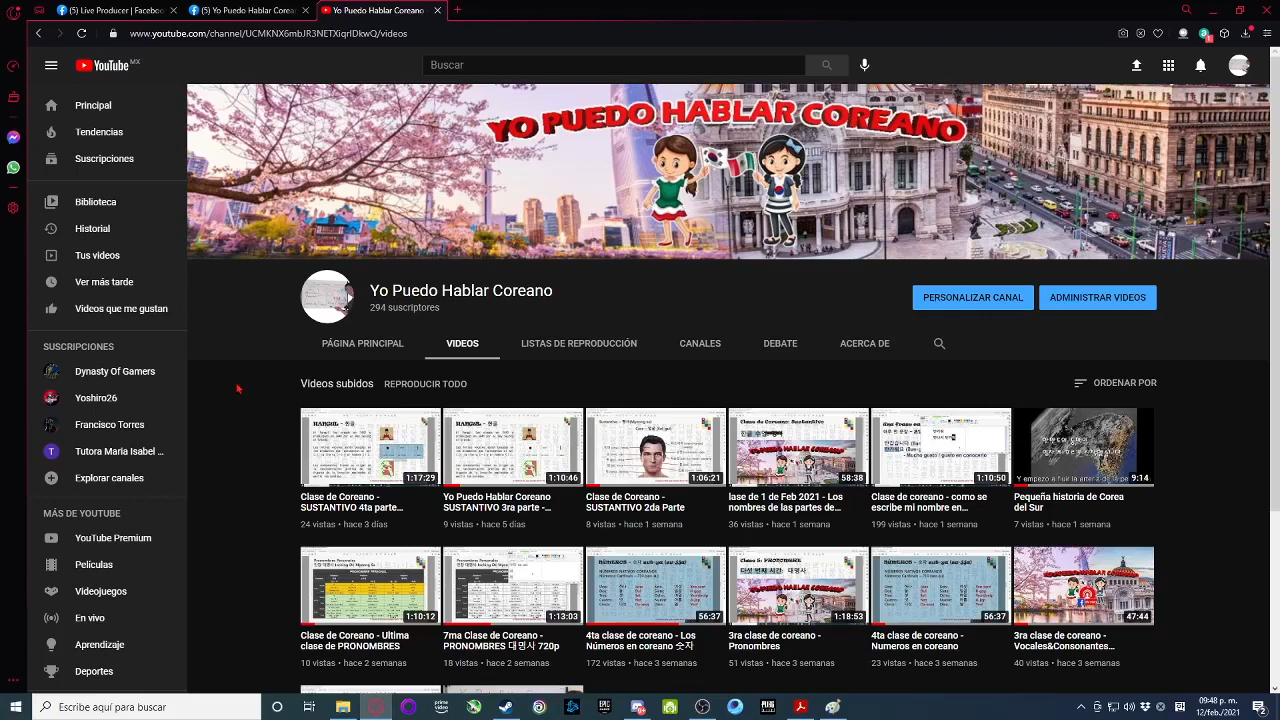 (5) Live Producer | Faceboo
(5) Yo Puedo Hablar Corean
Yo Puedo Hablar Coreano
www.youtube.com/channel/UCMKNX6mbJR3NETXiqrIDkwQ/videos
YouTube MX
Buscar
Principal
Tendencias
Suscripciones
Biblioteca
Historial
Tus videos
Ver más tarde
Videos que me gustan
SUSCRIPCIONES
Dynasty Of Gamers
Yoshiro26
Francisco Torres
Tutora Maria Isabel ...
Explorar canales
MÁS DE YOUTUBE
YouTube Premium
Películas
Videojuegos
En vivo
Aprendizaje
Deportes
YO PUEDO HABLAR COREANO
Yo Puedo Hablar Coreano
294 suscriptores
PERSONALIZAR CANAL
ADMINISTRAR VIDEOS
PÁGINA PRINCIPAL
VIDEOS
LISTAS DE REPRODUCCIÓN
CANALES
DEBATE
ACERCA DE
Videos subidos
REPRODUCIR TODO
ORDENAR POR
1:17:29
1:10:46
1:06:21
58:38
1:10:50
9:14
Clase de Coreano -
SUSTANTIVO 4ta parte...
24 vistas • hace 3 días
Yo Puedo Hablar Coreano
SUSTANTIVO 3ra parte -...
9 vistas • hace 5 días
Clase de Coreano -
SUSTANTIVO 2da Parte
8 vistas • hace 1 semana
lase de 1 de Feb 2021 - Los
nombres de las partes de...
36 vistas • hace 1 semana
Clase de coreano - como se
escribe mi nombre en...
199 vistas • hace 1 semana
Pequeña historia de Corea
del Sur
7 vistas • hace 1 semana
1:10:12
1:13:03
56:37
1:18:53
56:37
47:44
Clase de Coreano - Ultima
clase de PRONOMBRES
10 vistas • hace 2 semanas
7ma Clase de Coreano -
PRONOMBRES 대명사 720p
18 vistas • hace 2 semanas
4ta clase de coreano - Los
Números en coreano 숫자
172 vistas • hace 3 semanas
3ra clase de coreano -
Pronombres
51 vistas • hace 3 semanas
4ta clase de coreano -
Numeros en coreano
23 vistas • hace 3 semanas
3ra clase de coreano -
Vocales&Consonantes...
40 vistas • hace 3 semanas
Escribe aquí para buscar
09:48 p. m.
12/feb./2021